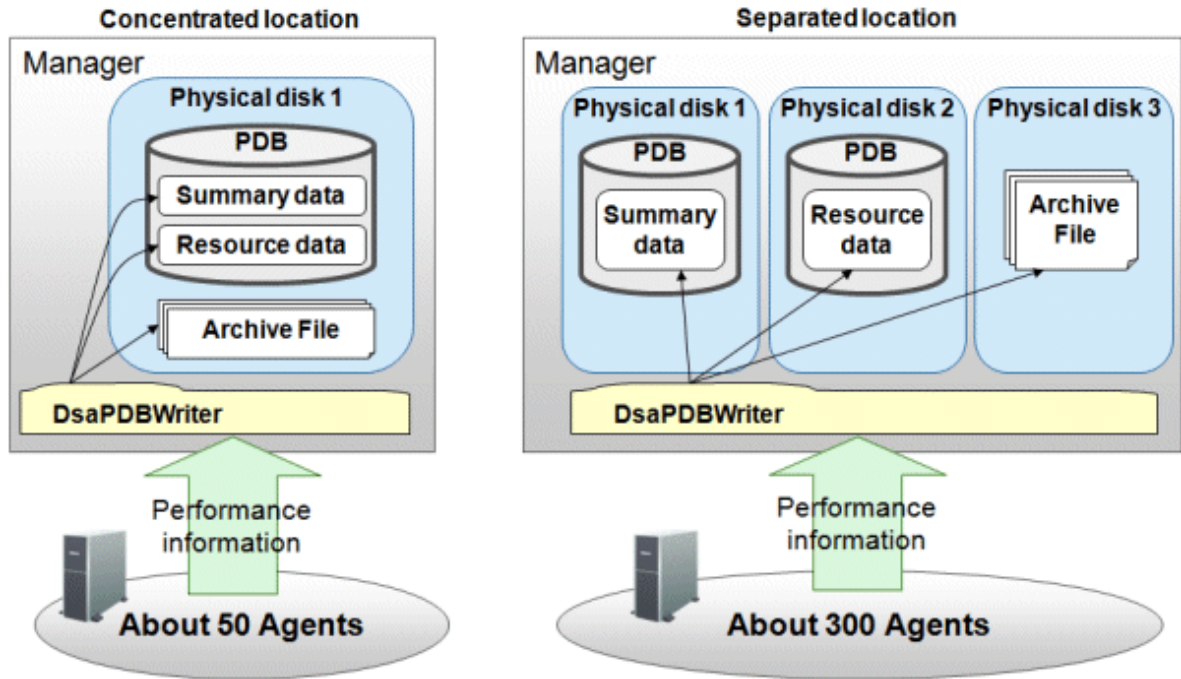 Concentrated location
Manager
Physical disk 1
PDB
Summary data
Resource data
Archive File
DsaPDBWriter
Performance
information
About 50 Agents
Separated location
Manager
Physical disk 1
PDB
Summary
data
Physical disk 2
PDB
Resource
data
Physical disk 3
Archive
File
DsaPDBWriter
Performance
information
About 300 Agents